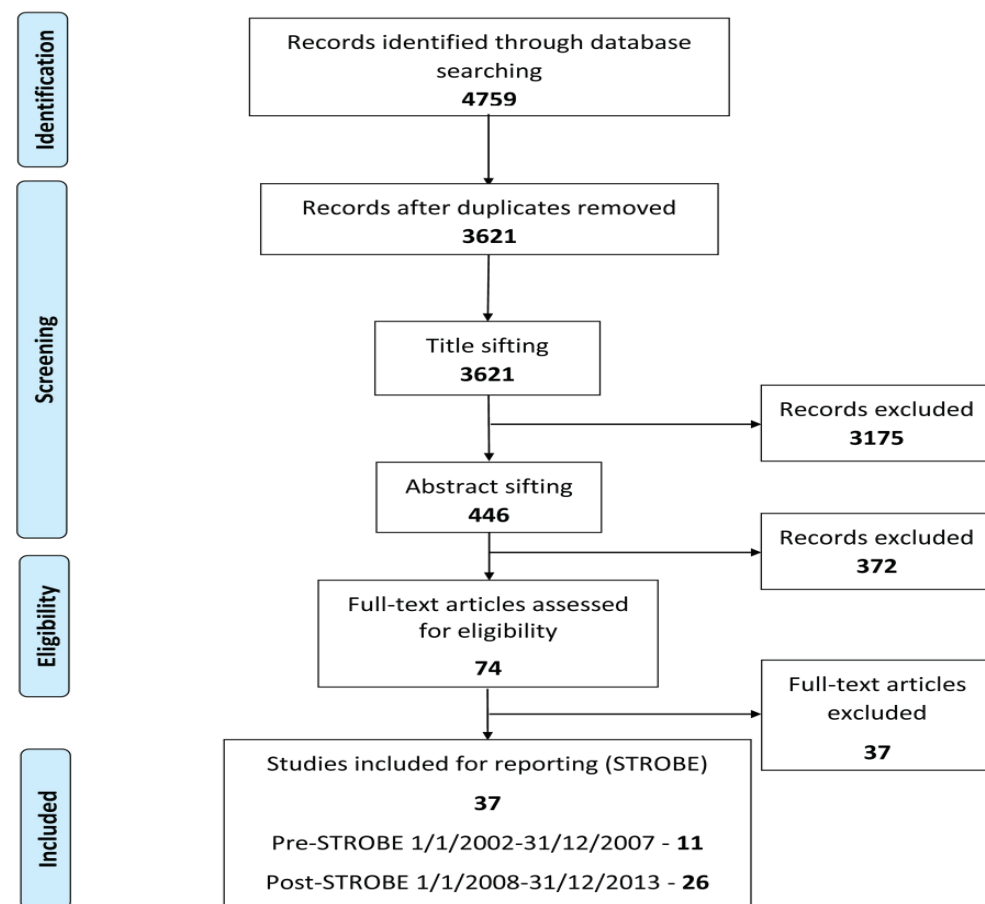 Identification
Records identified through database
searching
4759
Screening
Records after duplicates removed
3621
Title sifting
3621
Records excluded
3175
Abstract sifting
446
Records excluded
372
Eligibility
Full-text articles assessed
for eligibility
74
Full-text articles
excluded
37
Included
Studies included for reporting (STROBE)
37
Pre-STROBE 1/1/2002-31/12/2007 - 11
Post-STROBE 1/1/2008-31/12/2013 - 26